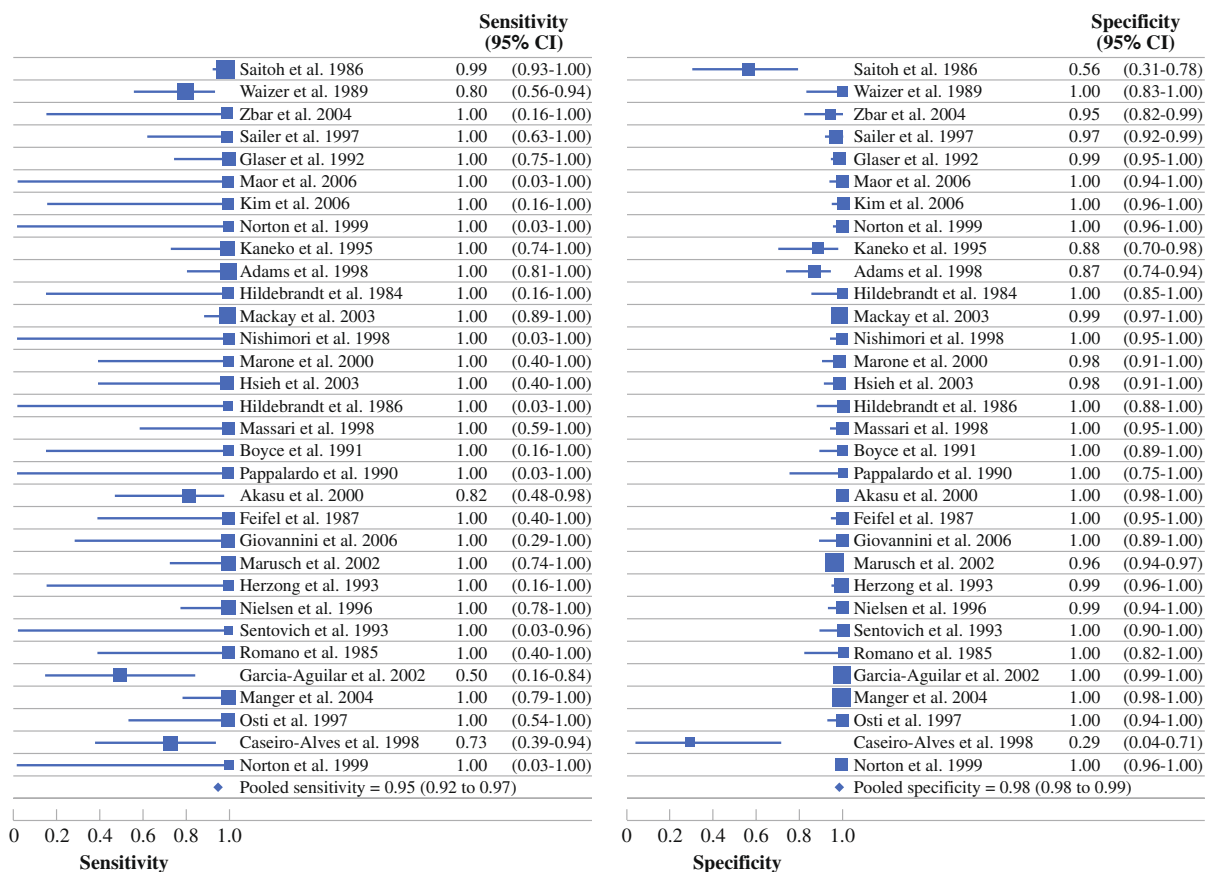 Sensitivity
(95% CI)
Saitoh et al. 1986 0.99 (0.93-1.00)
Waizer et al. 1989 0.80 (0.56-0.94)
Zbar et al. 2004 1.00 (0.16-1.00)
Sailer et al. 1997 1.00 (0.63-1.00)
Glaser et al. 1992 1.00 (0.75-1.00)
Maor et al. 2006 1.00 (0.03-1.00)
Kim et al. 2006 1.00 (0.16-1.00)
Norton et al. 1999 1.00 (0.03-1.00)
Kaneko et al. 1995 1.00 (0.74-1.00)
Adams et al. 1998 1.00 (0.81-1.00)
Hildebrandt et al. 1984 1.00 (0.16-1.00)
Mackay et al. 2003 1.00 (0.89-1.00)
Nishimori et al. 1998 1.00 (0.03-1.00)
Marone et al. 2000 1.00 (0.40-1.00)
Hsieh et al. 2003 1.00 (0.40-1.00)
Hildebrandt et al. 1986 1.00 (0.03-1.00)
Massari et al. 1998 1.00 (0.59-1.00)
Boyce et al. 1991 1.00 (0.16-1.00)
Pappalardo et al. 1990 1.00 (0.03-1.00)
Akasu et al. 2000 0.82 (0.48-0.98)
Feifel et al. 1987 1.00 (0.40-1.00)
Giovannini et al. 2006 1.00 (0.29-1.00)
Marusch et al. 2002 1.00 (0.74-1.00)
Herzong et al. 1993 1.00 (0.16-1.00)
Nielsen et al. 1996 1.00 (0.78-1.00)
Sentovich et al. 1993 1.00 (0.03-0.96)
Romano et al. 1985 1.00 (0.40-1.00)
Garcia-Aguilar et al. 2002 0.50 (0.16-0.84)
Manger et al. 2004 1.00 (0.79-1.00)
Osti et al. 1997 1.00 (0.54-1.00)
Caseiro-Alves et al. 1998 0.73 (0.39-0.94)
Norton et al. 1999 1.00 (0.03-1.00)
Pooled sensitivity = 0.95 (0.92 to 0.97)
0 0.2 0.4 0.6 0.8 1.0
Sensitivity
Specificity
(95% CI)
Saitoh et al. 1986 0.56 (0.31-0.78)
Waizer et al. 1989 1.00 (0.83-1.00)
Zbar et al. 2004 0.95 (0.82-0.99)
Sailer et al. 1997 0.97 (0.92-0.99)
Glaser et al. 1992 0.99 (0.95-1.00)
Maor et al. 2006 1.00 (0.94-1.00)
Kim et al. 2006 1.00 (0.96-1.00)
Norton et al. 1999 1.00 (0.96-1.00)
Kaneko et al. 1995 0.88 (0.70-0.98)
Adams et al. 1998 0.87 (0.74-0.94)
Hildebrandt et al. 1984 1.00 (0.85-1.00)
Mackay et al. 2003 0.99 (0.97-1.00)
Nishimori et al. 1998 1.00 (0.95-1.00)
Marone et al. 2000 0.98 (0.91-1.00)
Hsieh et al. 2003 0.98 (0.91-1.00)
Hildebrandt et al. 1986 1.00 (0.88-1.00)
Massari et al. 1998 1.00 (0.95-1.00)
Boyce et al. 1991 1.00 (0.89-1.00)
Pappalardo et al. 1990 1.00 (0.75-1.00)
Akasu et al. 2000 1.00 (0.98-1.00)
Feifel et al. 1987 1.00 (0.95-1.00)
Giovannini et al. 2006 1.00 (0.89-1.00)
Marusch et al. 2002 0.96 (0.94-0.97)
Herzong et al. 1993 0.99 (0.96-1.00)
Nielsen et al. 1996 0.99 (0.94-1.00)
Sentovich et al. 1993 1.00 (0.90-1.00)
Romano et al. 1985 1.00 (0.82-1.00)
Garcia-Aguilar et al. 2002 1.00 (0.99-1.00)
Manger et al. 2004 1.00 (0.98-1.00)
Osti et al. 1997 1.00 (0.94-1.00)
Caseiro-Alves et al. 1998 0.29 (0.04-0.71)
Norton et al. 1999 1.00 (0.96-1.00)
Pooled specificity = 0.98 (0.98 to 0.99)
0 0.2 0.4 0.6 0.8 1.0
Specificity